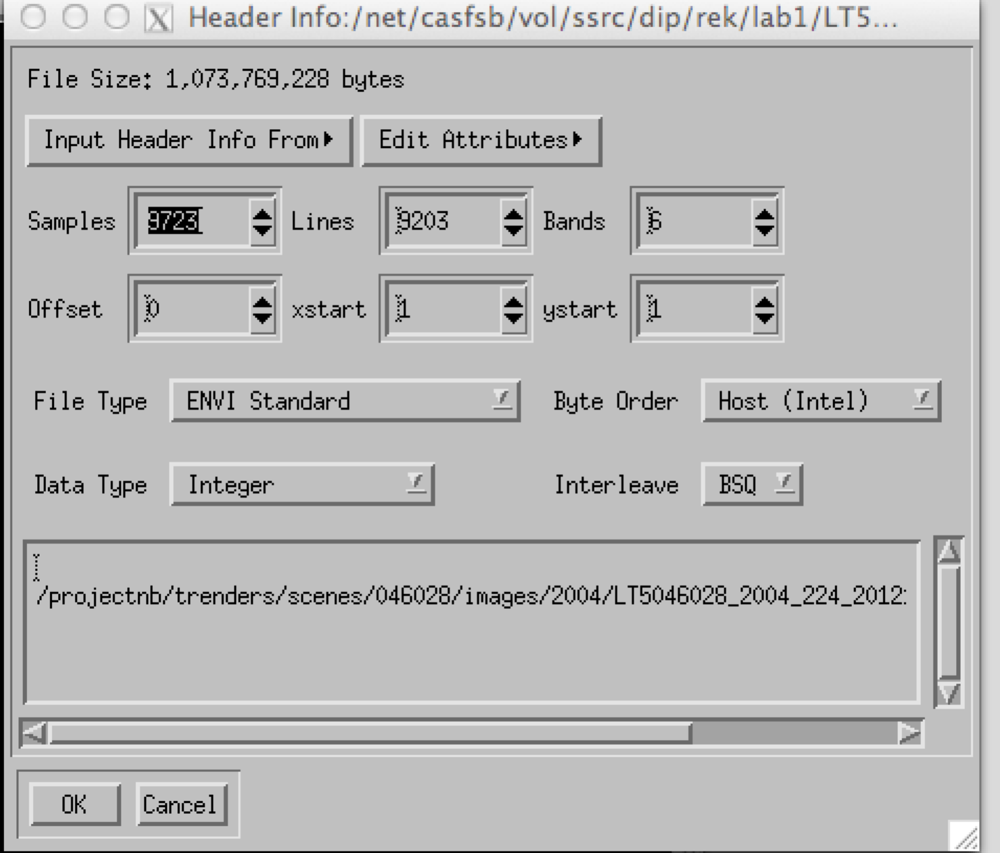 X Header Info:/net/casfsb/vol/ssrc/dip/rek/lab1/LT5...
File Size: 1,073,769,228 bytes
Input Header Info From Edit Attributes
Samples 9723 Lines 9203 Bands 6
Offset 0 xstart 1 ystart 1
File Type ENVI Standard Byte Order Host (Intel)
Data Type Integer Interleave BSQ
/projectnb/trenders/scenes/046028/images/2004/LT5046028_2004_224_2012:
OK Cancel